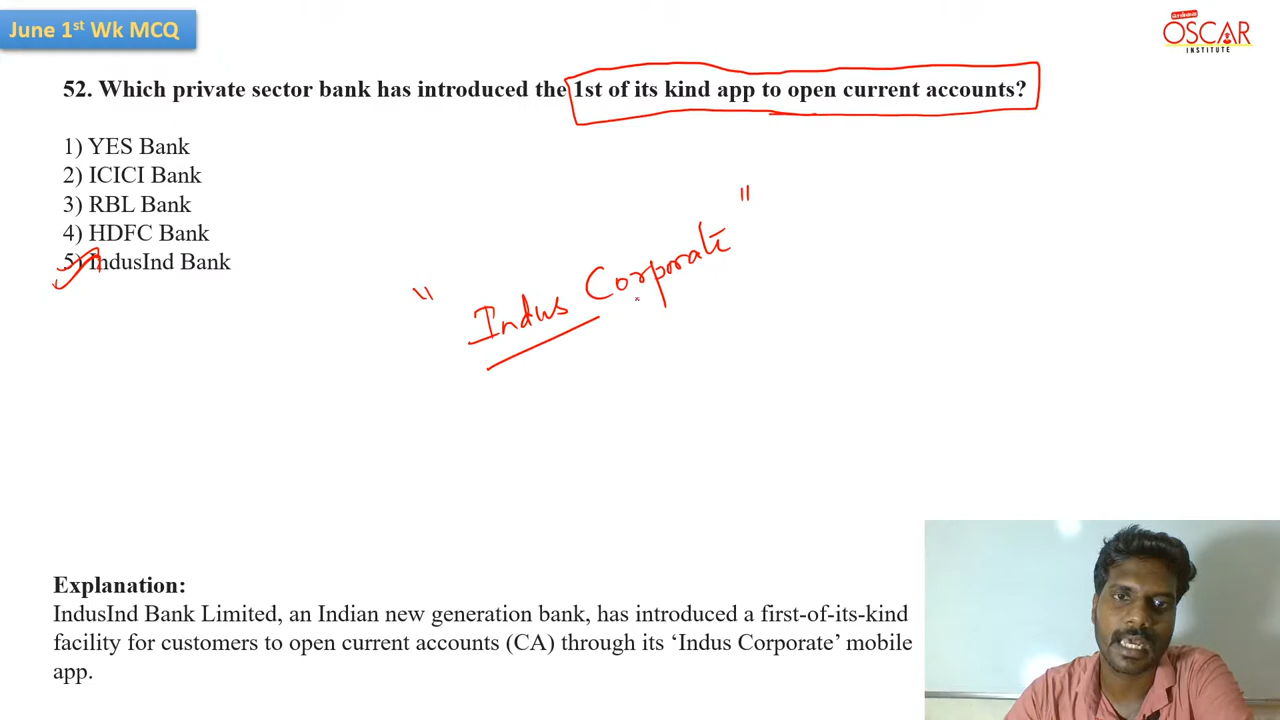 June 1st Wk MCQ
சென்னை
OSCAR
INSTITUTE
52. Which private sector bank has introduced the 1st of its kind app to open current accounts?
1) YES Bank
2) ICICI Bank
3) RBL Bank
4) HDFC Bank
5) IndusInd Bank
"Indus Corporate"
Explanation:
IndusInd Bank Limited, an Indian new generation bank, has introduced a first-of-its-kind
facility for customers to open current accounts (CA) through its ‘Indus Corporate’ mobile
app.